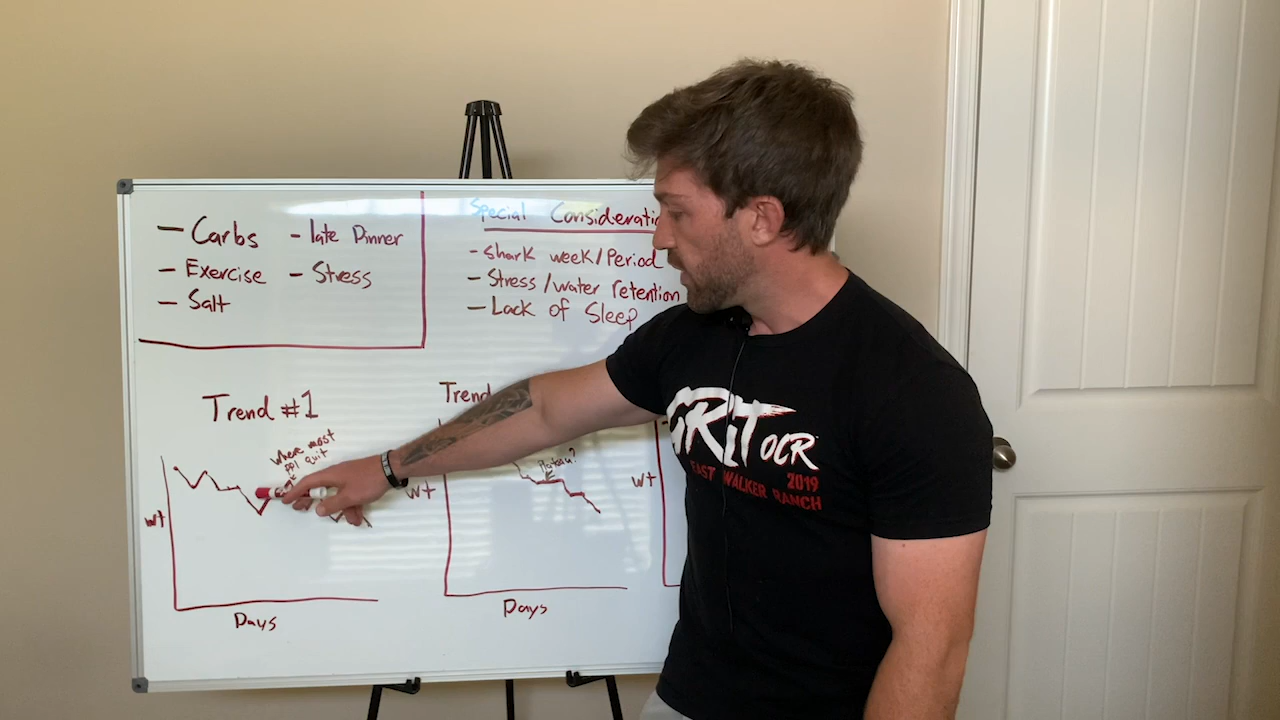 - Carbs
- late Dinner
- Exercise
- Stress
- Salt
Special Consideratio
- Shark week/Period
- Stress/water retention
- Lack of Sleep
Trend #1
where most
ppl quit
wt
Days
Trend
Plateau?
wt
Days
wt
GRIT OCR
2019
EAST WALKER RANCH